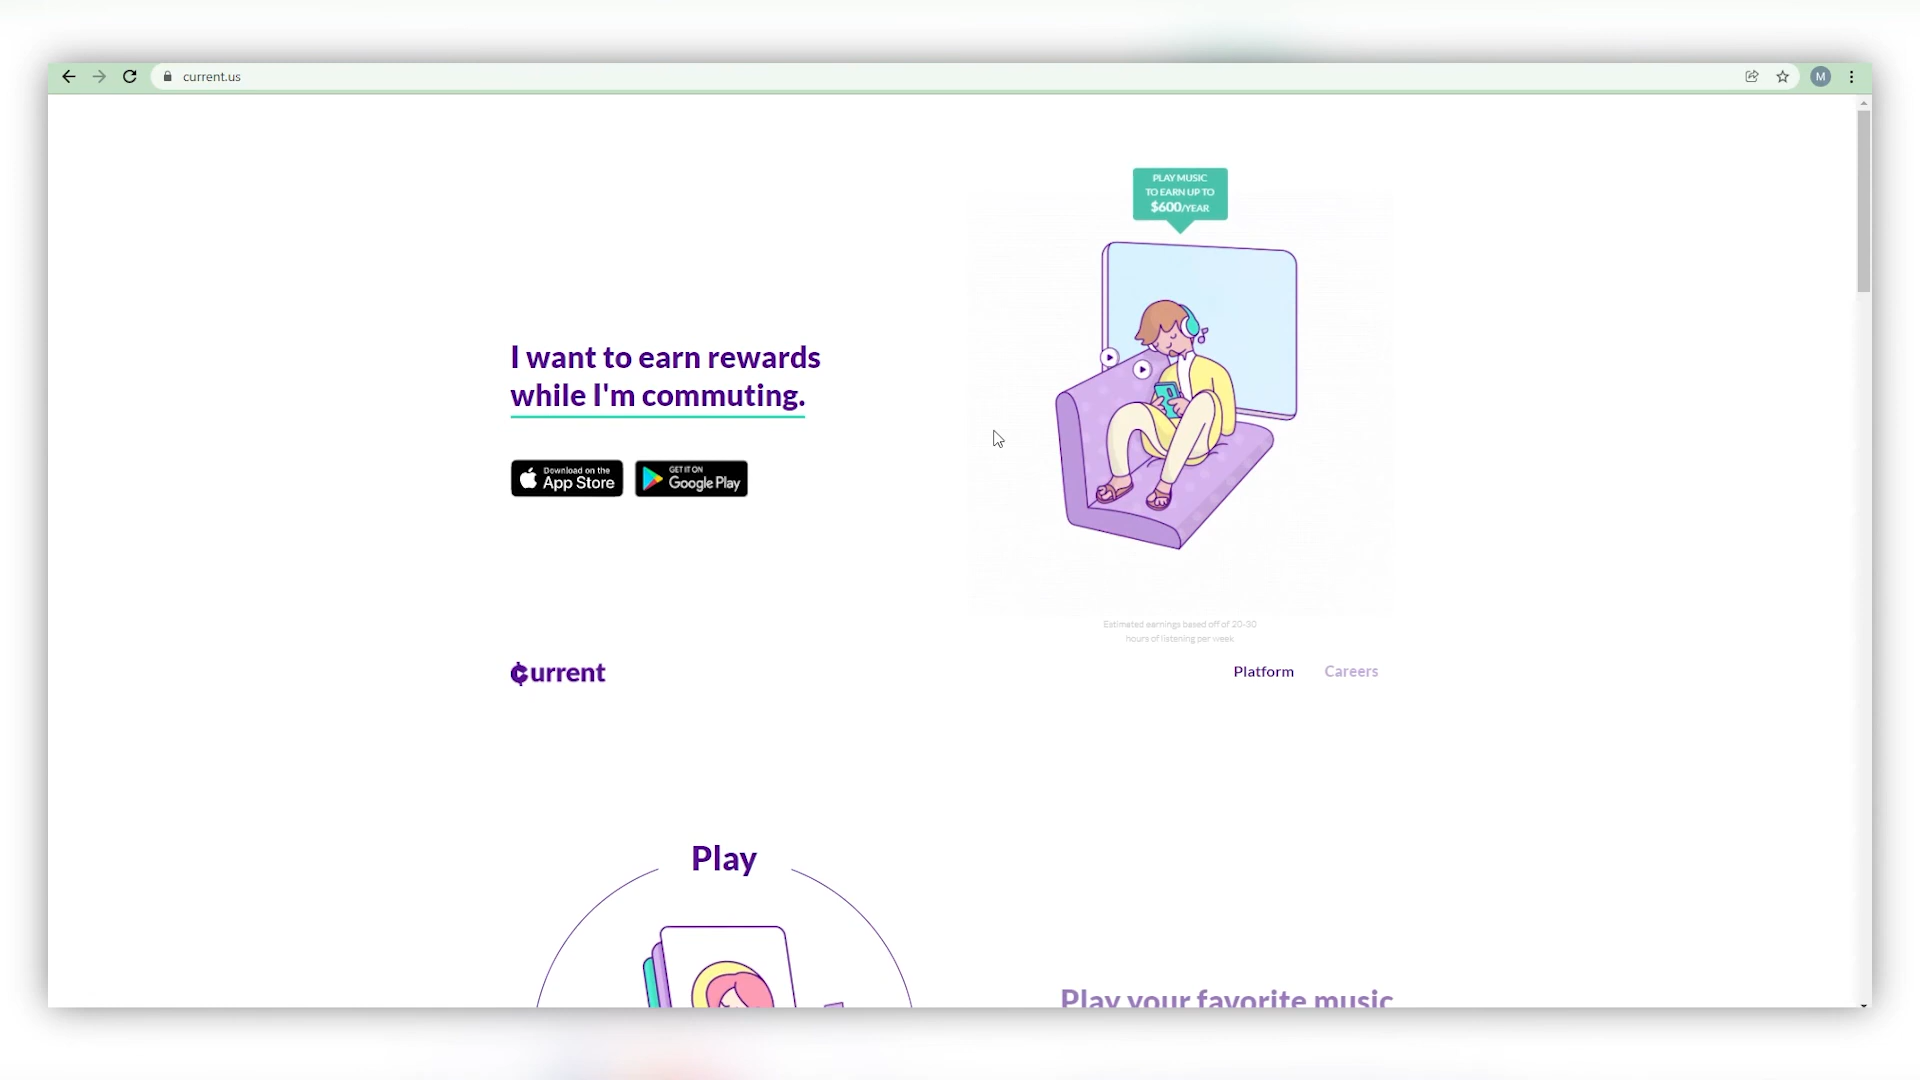 current.us
M
PLAY MUSIC
TO EARN UP TO
$600/YEAR
I want to earn rewards
while I'm commuting.
Download on the
App Store
GET IT ON
Google Play
Estimated earnings based off of 20-30
hours of listening per week
Current
Platform
Careers
Play
Play your favorite music